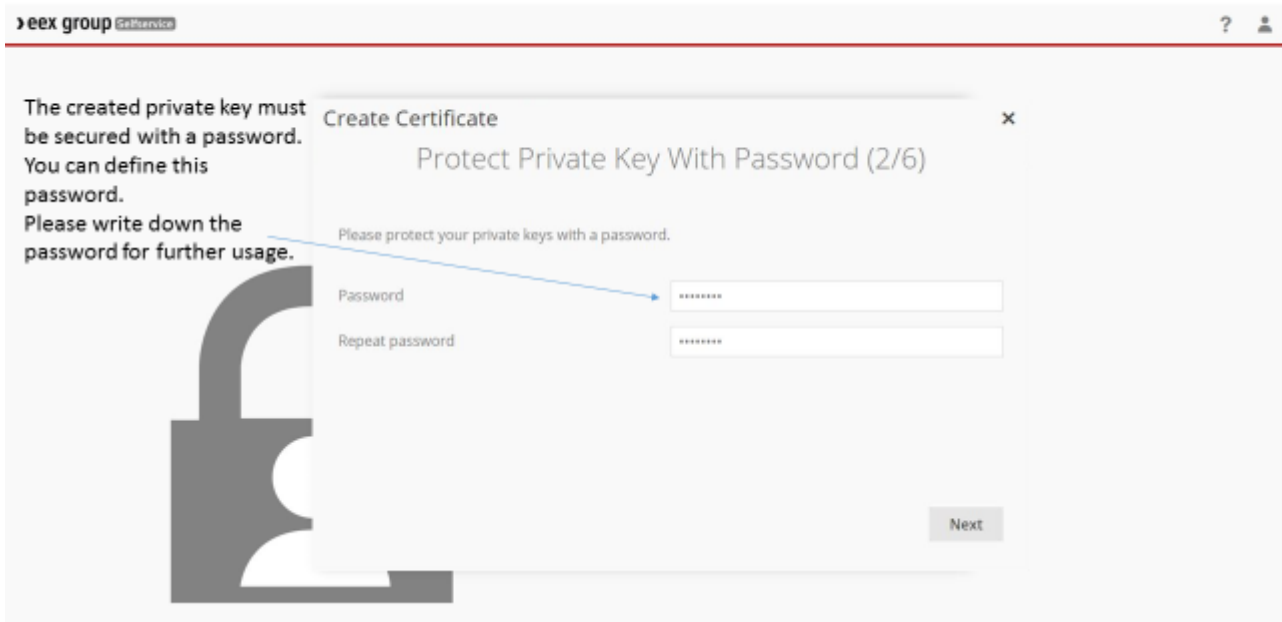 eex group Selfservice
?
The created private key must
be secured with a password.
You can define this
password.
Please write down the
password for further usage.
Create Certificate
×
Protect Private Key With Password (2/6)
Please protect your private keys with a password.
Password
••••••••
Repeat password
••••••••
Next